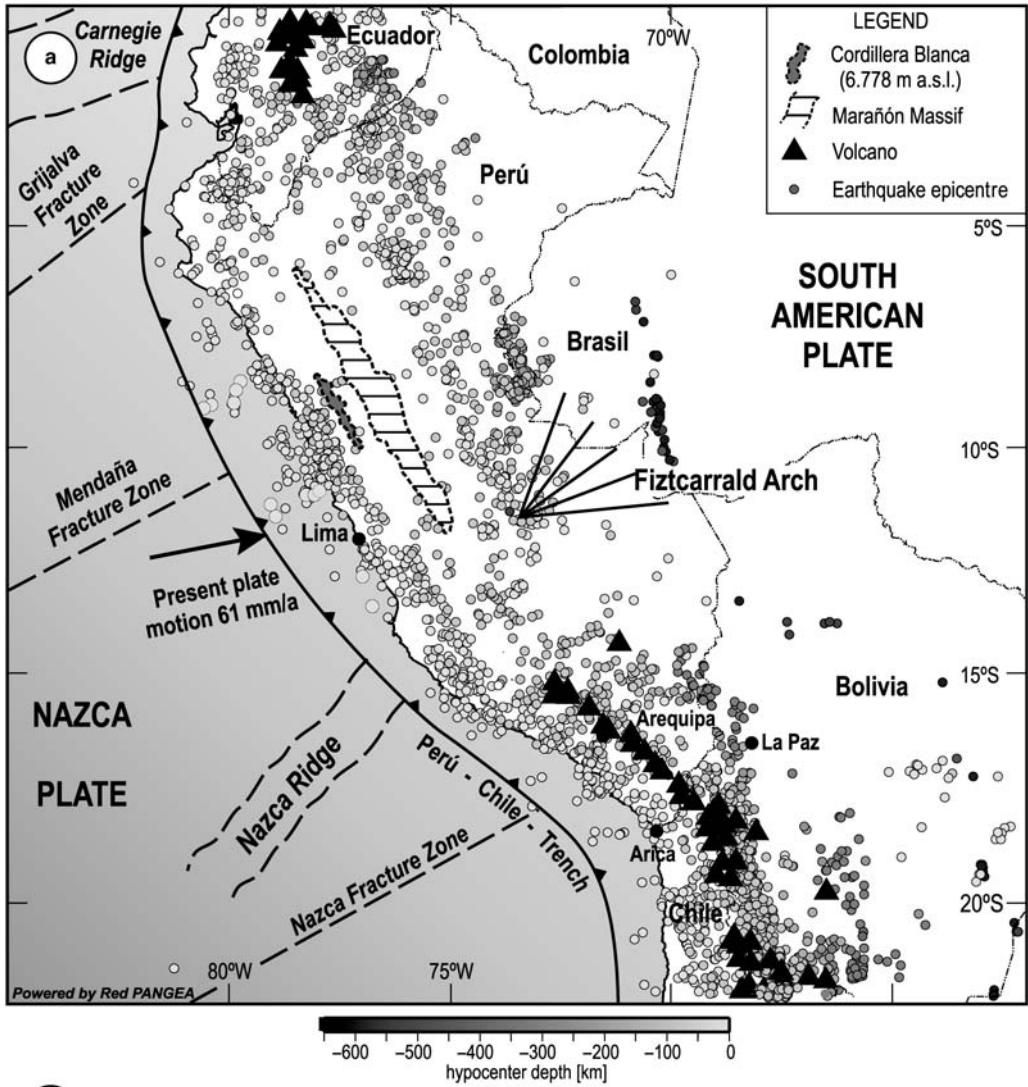 a
Carnegie
Ridge
Ecuador
Colombia
70ºW
LEGEND
Cordillera Blanca
(6.778 m a.s.l.)
Marañón Massif
Volcano
Earthquake epicentre
Grijalva
Fracture
Zone
Perú
5ºS
SOUTH
AMERICAN
PLATE
Brasil
10ºS
Mendaña
Fracture Zone
Fiztcarrald Arch
Lima
Present plate
motion 61 mm/a
15ºS
Bolivia
NAZCA
PLATE
Arequipa
La Paz
Nazca Ridge
Perú - Chile - Trench
Arica
Nazca Fracture Zone
Chile
20ºS
80ºW
75ºW
Powered by Red PANGEA
–600 –500 –400 –300 –200 –100 0
hypocenter depth [km]